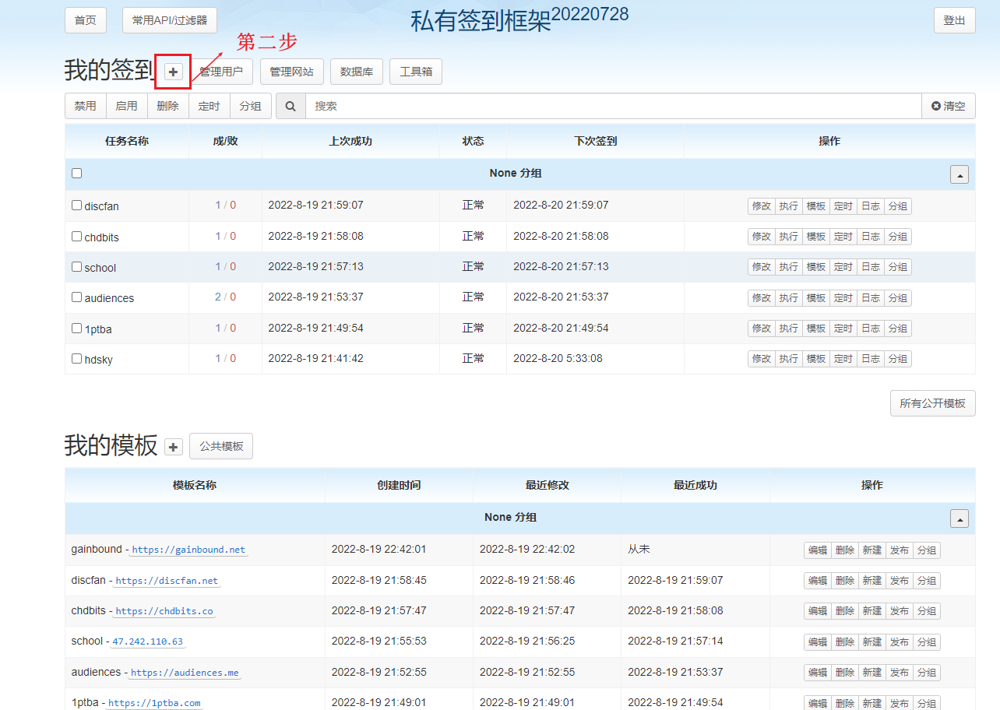 首页 常用API/过滤器 私有签到框架20220728 登出
第二步
我的签到 + 管理用户 管理网站 数据库 工具箱
禁用 启用 删除 定时 分组 搜索 清空
任务名称 成/败 上次成功 状态 下次签到 操作
None 分组
discfan 1 / 0 2022-8-19 21:59:07 正常 2022-8-20 21:59:07 修改 执行 模板 定时 日志 分组
chdbits 1 / 0 2022-8-19 21:58:08 正常 2022-8-20 21:58:08 修改 执行 模板 定时 日志 分组
school 1 / 0 2022-8-19 21:57:13 正常 2022-8-20 21:57:13 修改 执行 模板 定时 日志 分组
audiences 2 / 0 2022-8-19 21:53:37 正常 2022-8-20 21:53:37 修改 执行 模板 定时 日志 分组
1ptba 1 / 0 2022-8-19 21:49:54 正常 2022-8-20 21:49:54 修改 执行 模板 定时 日志 分组
hdsky 1 / 0 2022-8-19 21:41:42 正常 2022-8-20 5:33:08 修改 执行 模板 定时 日志 分组
所有公开模板
我的模板 + 公共模板
模板名称 创建时间 最近修改 最近成功 操作
None 分组
gainbound - https://gainbound.net 2022-8-19 22:42:01 2022-8-19 22:42:02 从未 编辑 删除 新建 发布 分组
discfan - https://discfan.net 2022-8-19 21:58:45 2022-8-19 21:58:46 2022-8-19 21:59:07 编辑 删除 新建 发布 分组
chdbits - https://chdbits.co 2022-8-19 21:57:47 2022-8-19 21:57:47 2022-8-19 21:58:08 编辑 删除 新建 发布 分组
school - 47.242.110.63 2022-8-19 21:55:53 2022-8-19 21:56:25 2022-8-19 21:57:14 编辑 删除 新建 发布 分组
audiences - https://audiences.me 2022-8-19 21:52:55 2022-8-19 21:52:55 2022-8-19 21:53:37 编辑 删除 新建 发布 分组
1ptba - https://1ptba.com 2022-8-19 21:49:01 2022-8-19 21:49:01 2022-8-19 21:49:54 编辑 删除 新建 发布 分组